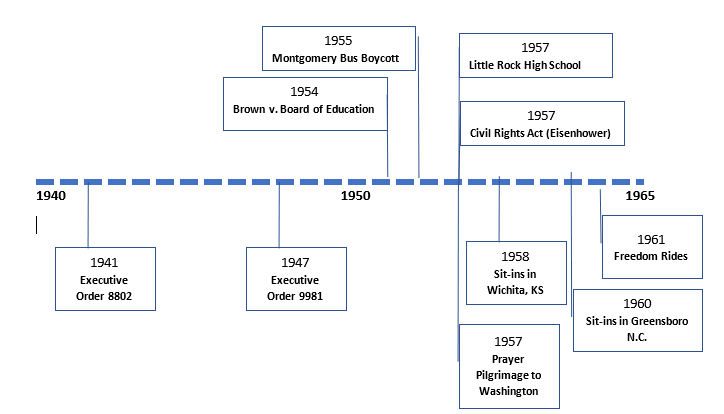 1955
Montgomery Bus Boycott
1957
Little Rock High School
1954
Brown v. Board of Education
1957
Civil Rights Act (Eisenhower)
1940
1950
1965
1941
Executive
Order 8802
1947
Executive
Order 9981
1958
Sit-ins in
Wichita, KS
1961
Freedom Rides
1960
Sit-ins in Greensboro
N.C.
1957
Prayer
Pilgrimage to
Washington